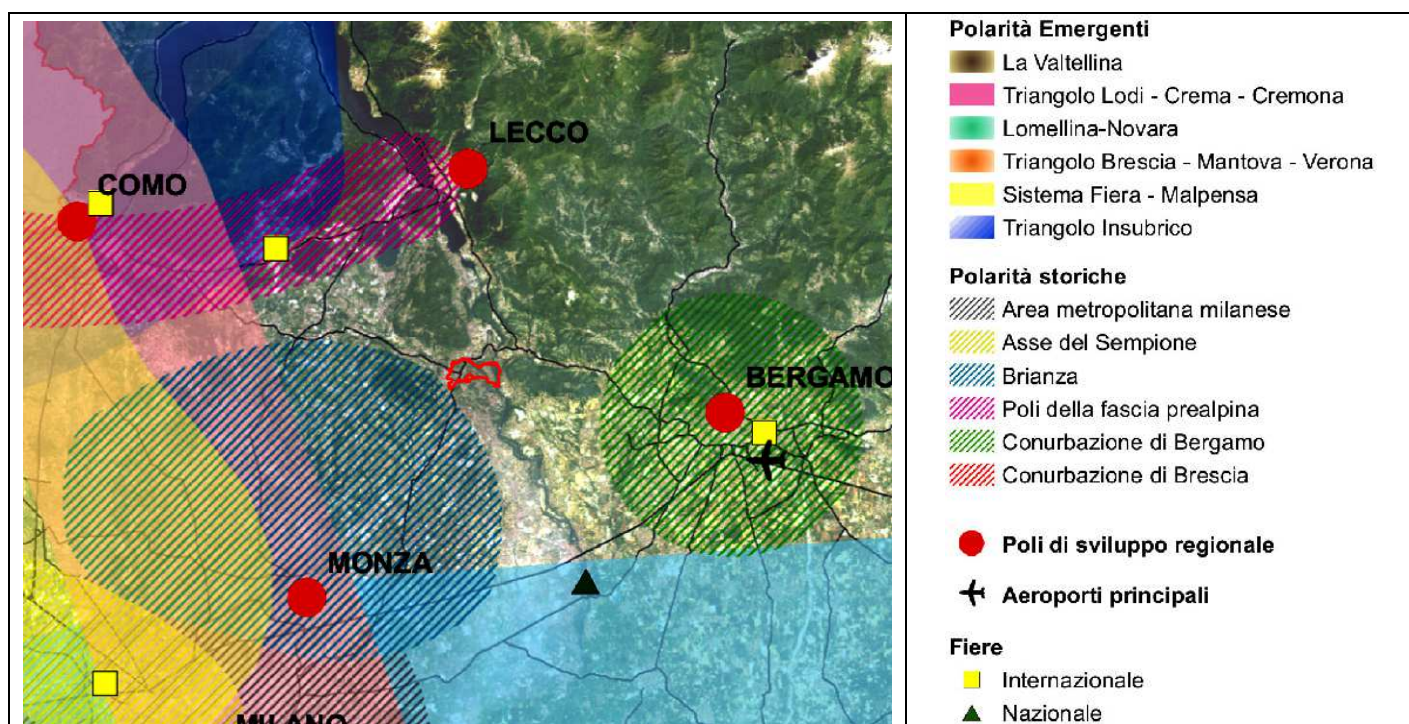 LECCO
COMO
BERGAMO
MONZA
MILANO
Polarità Emergenti
La Valtellina
Triangolo Lodi - Crema - Cremona
Lomellina-Novara
Triangolo Brescia - Mantova - Verona
Sistema Fiera - Malpensa
Triangolo Insubrico
Polarità storiche
Area metropolitana milanese
Asse del Sempione
Brianza
Poli della fascia prealpina
Conurbazione di Bergamo
Conurbazione di Brescia
Poli di sviluppo regionale
Aeroporti principali
Fiere
Internazionale
Nazionale